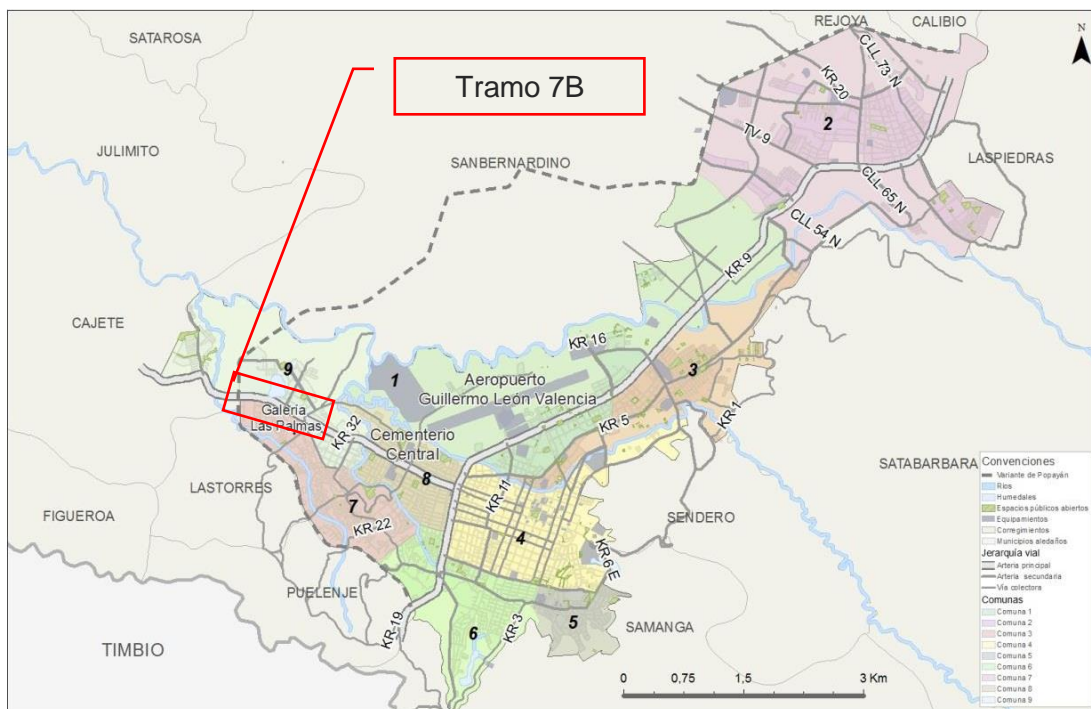 REJOYA
CALIBIO
N
SATAROSA
CLL 73 N
KR 20
Tramo 7B
2
JULIMITO
SANBERNARDINO
TV 9
LASPIEDRAS
CLL 65 N
CLL 54 N
KR 9
CAJETE
KR 16
9
1
Aeropuerto
Guillermo León Valencia
3
Galería
Las Palmas
KR 32
Cementerio
Central
KR 5
KR 1
SATABARBARA
LASTORRES
8
KR 11
FIGUEROA
7
KR 22
4
SENDERO
KR 6 E
PUELENJE
KR 19
6
KR 3
5
SAMANGA
TIMBIO
0
0,75
1,5
3 Km
Convenciones
Variante de Popayán
Ríos
Humedales
Espacios públicos abiertos
Equipamientos
Corregimientos
Municipios aledaños
Jerarquía vial
Arteria principal
Arteria secundaria
Vía colectora
Comunas
Comuna 1
Comuna 2
Comuna 3
Comuna 4
Comuna 5
Comuna 6
Comuna 7
Comuna 8
Comuna 9